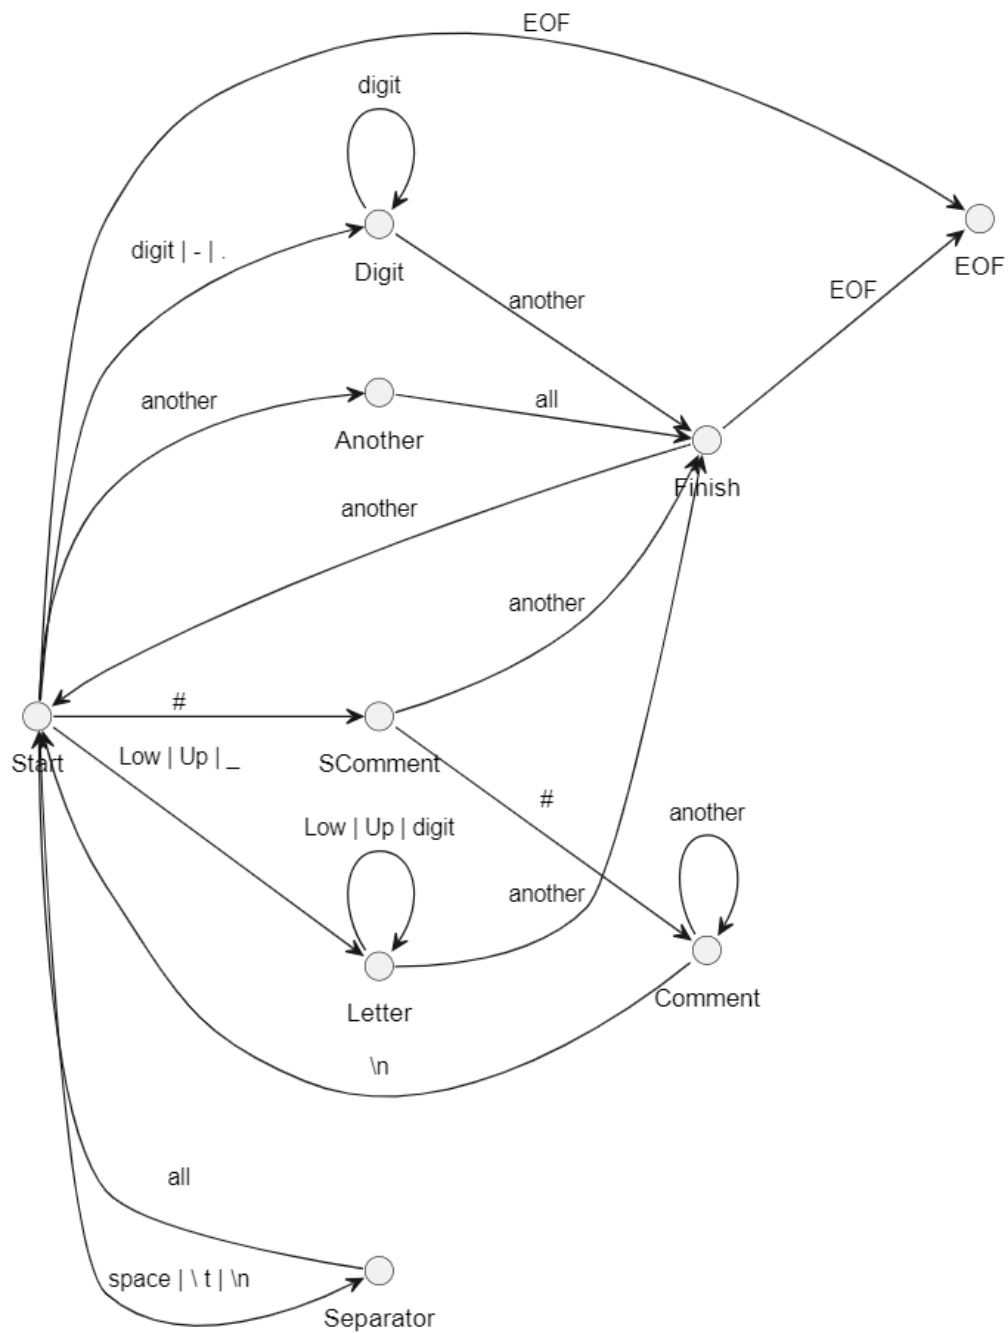 EOF
digit
digit | - | .
Digit
EOF
EOF
another
another
all
Another
Finish
another
another
#
Start
Low | Up | _
SComment
#
another
Low | Up | digit
another
Letter
Comment
\n
all
space | \ t | \n
Separator